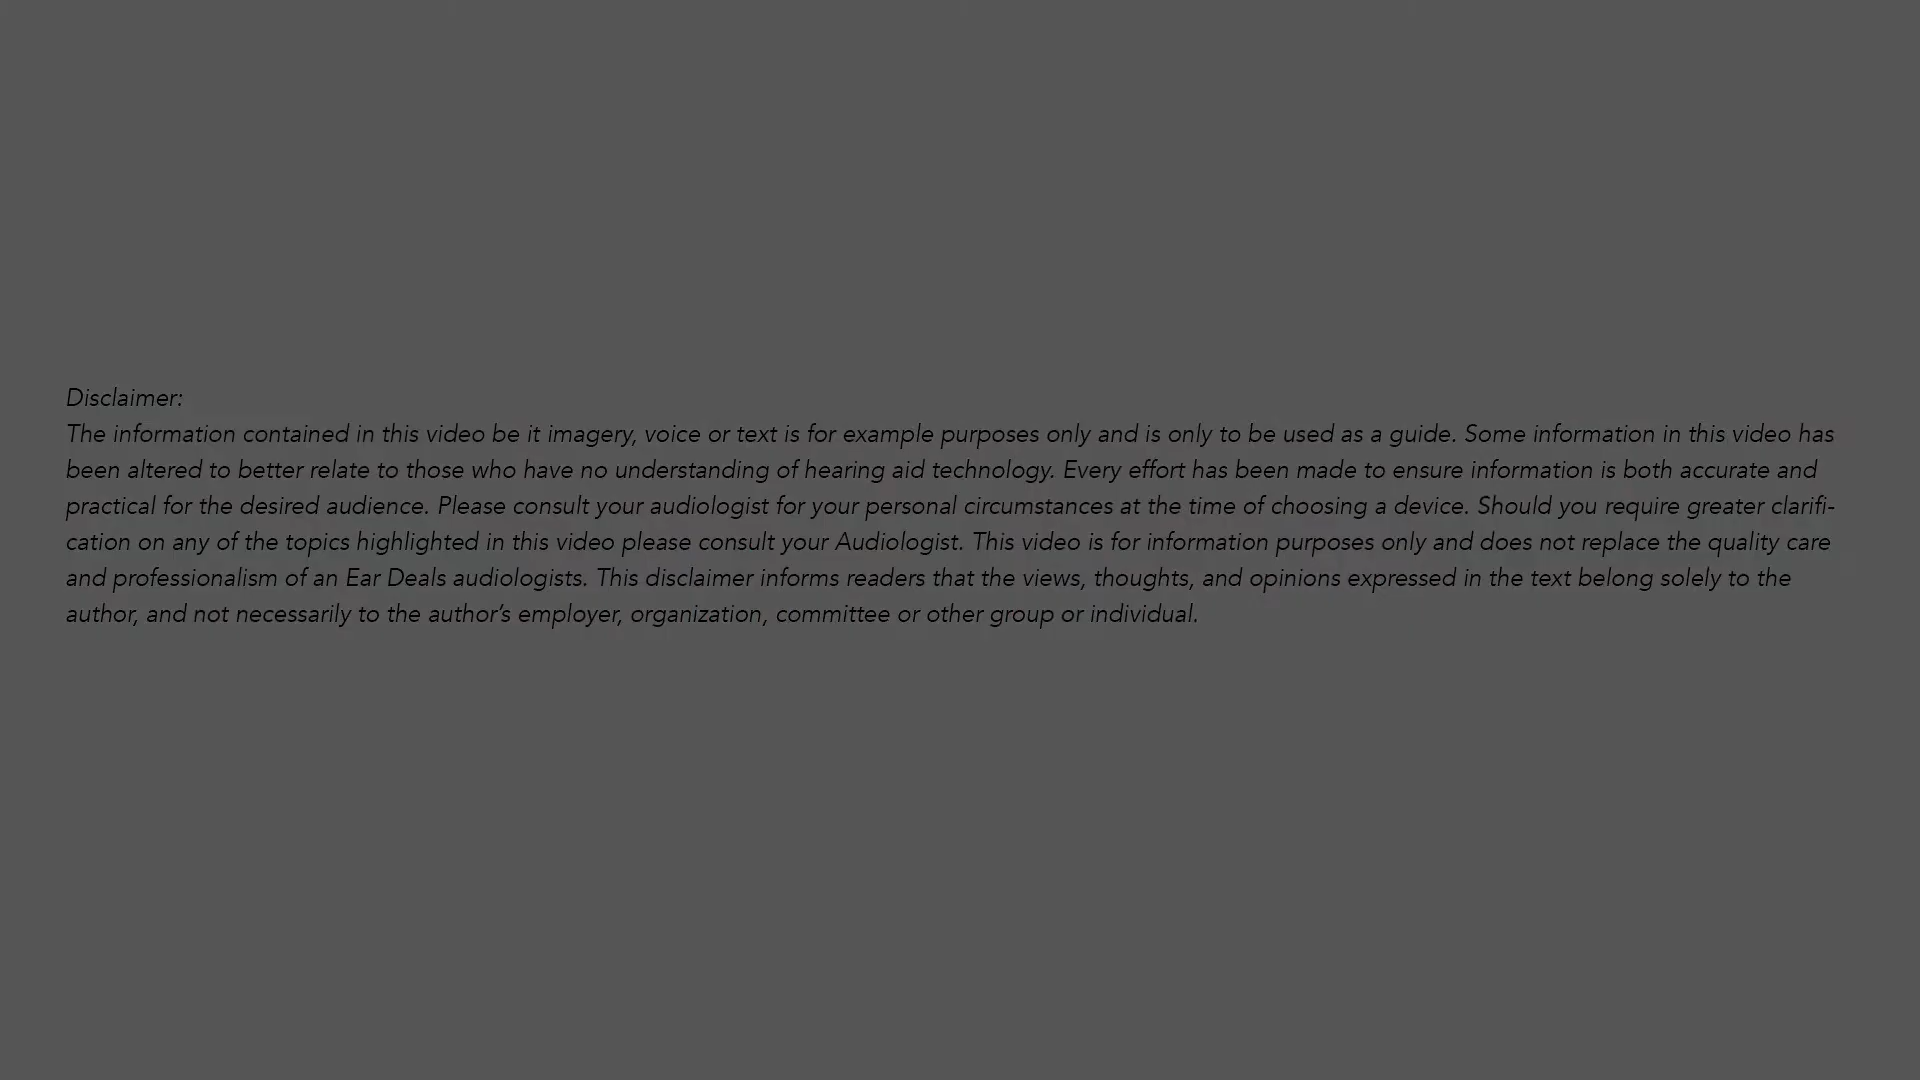 Disclaimer:
The information contained in this video be it imagery, voice or text is for example purposes only and is only to be used as a guide. Some information in this video has
been altered to better relate to those who have no understanding of hearing aid technology. Every effort has been made to ensure information is both accurate and
practical for the desired audience. Please consult your audiologist for your personal circumstances at the time of choosing a device. Should you require greater clarifi-
cation on any of the topics highlighted in this video please consult your Audiologist. This video is for information purposes only and does not replace the quality care
and professionalism of an Ear Deals audiologists. This disclaimer informs readers that the views, thoughts, and opinions expressed in the text belong solely to the
author, and not necessarily to the author’s employer, organization, committee or other group or individual.